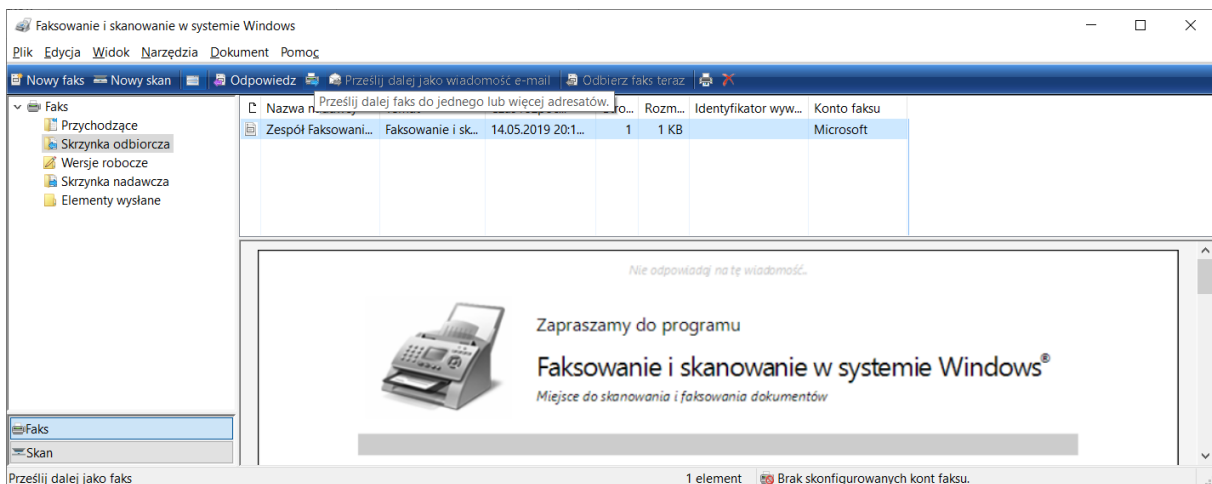 Faksowanie i skanowanie w systemie Windows
Plik Edycja Widok Narzędzia Dokument Pomoc
Nowy faks Nowy skan Odpowiedz Prześlij dalej jako wiadomość e-mail Odbierz faks teraz
Prześlij dalej faks do jednego lub więcej adresatów.
Faks
Przychodzące
Skrzynka odbiorcza
Wersje robocze
Skrzynka nadawcza
Elementy wysłane
Rozm... Identyfikator wyw... Konto faksu
Zespół Faksowani... Faksowanie i sk... 14.05.2019 20:1... 1 1 KB Microsoft
Nie odpowiadaj na tę wiadomość..
Zapraszamy do programu
Faksowanie i skanowanie w systemie Windows®
Miejsce do skanowania i faksowania dokumentów
Faks
Skan
Prześlij dalej jako faks 1 element Brak skonfigurowanych kont faksu.